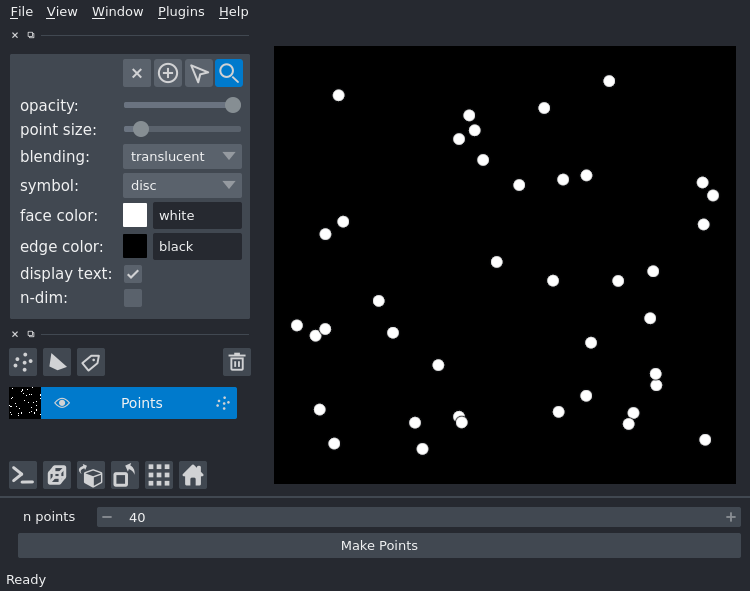 File View Window Plugins Help
opacity:
point size:
blending: translucent
symbol: disc
face color: white
edge color: black
display text:
n-dim:
Points
n points 40
Make Points
Ready